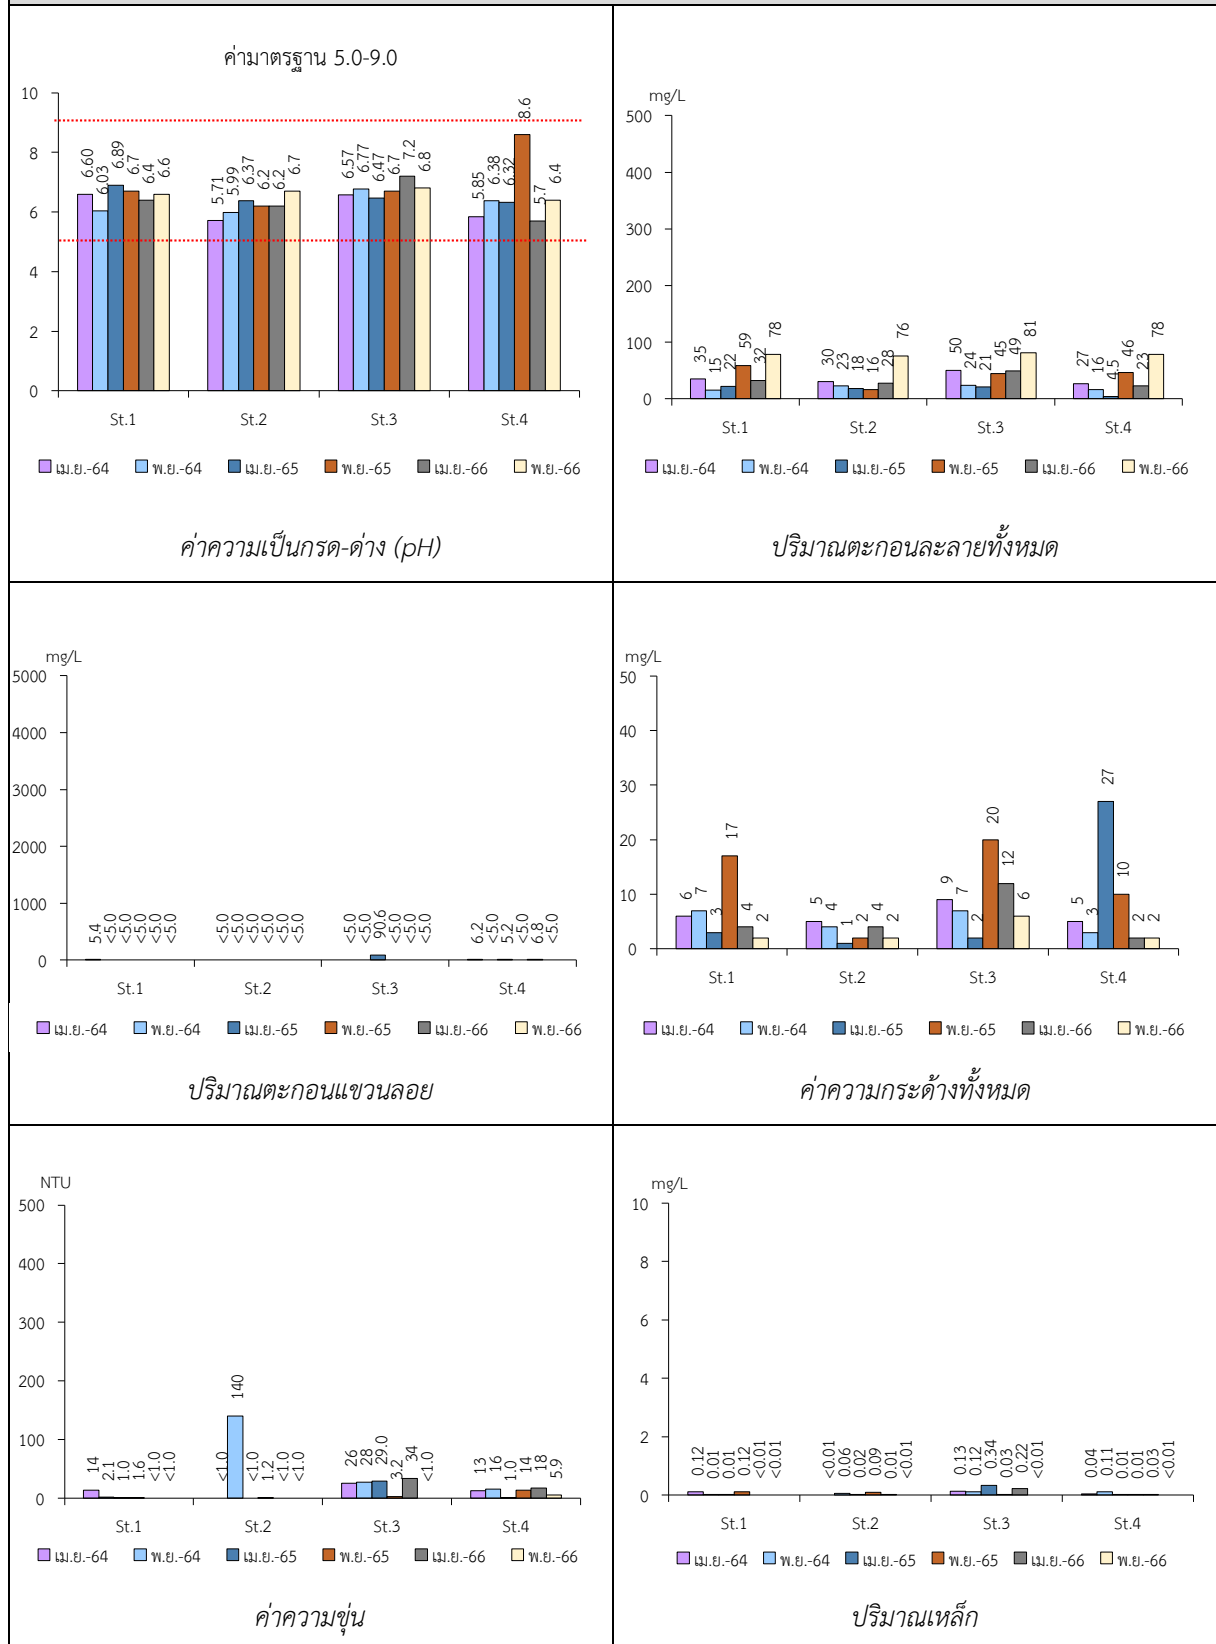 ค่ามาตรฐาน 5.0-9.0
10
8
6
4
2
0
6.60 6.03 6.89 6.7 6.4 6.6
5.71 5.99 6.37 6.2 6.2 6.7
6.57 6.77 6.47 6.7 7.2 6.8
5.85 6.38 6.32 8.6 5.7 6.4
St.1 St.2 St.3 St.4
เม.ย.-64 พ.ย.-64 เม.ย.-65 พ.ย.-65 เม.ย.-66 พ.ย.-66
ค่าความเป็นกรด-ด่าง (pH)
mg/L
500
400
300
200
100
0
35 15 22 59 32 78
30 23 18 16 28 76
50 24 21 45 49 81
27 16 4.5 46 23 78
St.1 St.2 St.3 St.4
เม.ย.-64 พ.ย.-64 เม.ย.-65 พ.ย.-65 เม.ย.-66 พ.ย.-66
ปริมาณตะกอนละลายทั้งหมด
mg/L
5000
4000
3000
2000
1000
0
5.4 <5.0 <5.0 <5.0 <5.0 <5.0
<5.0 <5.0 <5.0 <5.0 <5.0 <5.0
<5.0 <5.0 90.6 <5.0 <5.0 <5.0
6.2 <5.0 5.2 <5.0 6.8 <5.0
St.1 St.2 St.3 St.4
เม.ย.-64 พ.ย.-64 เม.ย.-65 พ.ย.-65 เม.ย.-66 พ.ย.-66
ปริมาณตะกอนแขวนลอย
mg/L
50
40
30
20
10
0
6 7 3 17 4 2
5 4 1 2 4 2
9 7 2 20 12 6
5 3 27 10 2 2
St.1 St.2 St.3 St.4
เม.ย.-64 พ.ย.-64 เม.ย.-65 พ.ย.-65 เม.ย.-66 พ.ย.-66
ค่าความกระด้างทั้งหมด
NTU
500
400
300
200
100
0
14 2.1 1.0 1.6 <1.0 <1.0
<1.0 140 <1.0 1.2 <1.0 <1.0
26 28 29.0 3.2 34 <1.0
13 16 1.0 14 18 5.9
St.1 St.2 St.3 St.4
เม.ย.-64 พ.ย.-64 เม.ย.-65 พ.ย.-65 เม.ย.-66 พ.ย.-66
ค่าความขุ่น
mg/L
10
8
6
4
2
0
0.12 0.01 0.01 0.12 <0.01 <0.01
<0.01 0.06 0.02 0.09 0.01 <0.01
0.13 0.12 0.34 0.03 0.22 <0.01
0.04 0.11 0.01 0.01 0.03 <0.01
St.1 St.2 St.3 St.4
เม.ย.-64 พ.ย.-64 เม.ย.-65 พ.ย.-65 เม.ย.-66 พ.ย.-66
ปริมาณเหล็ก